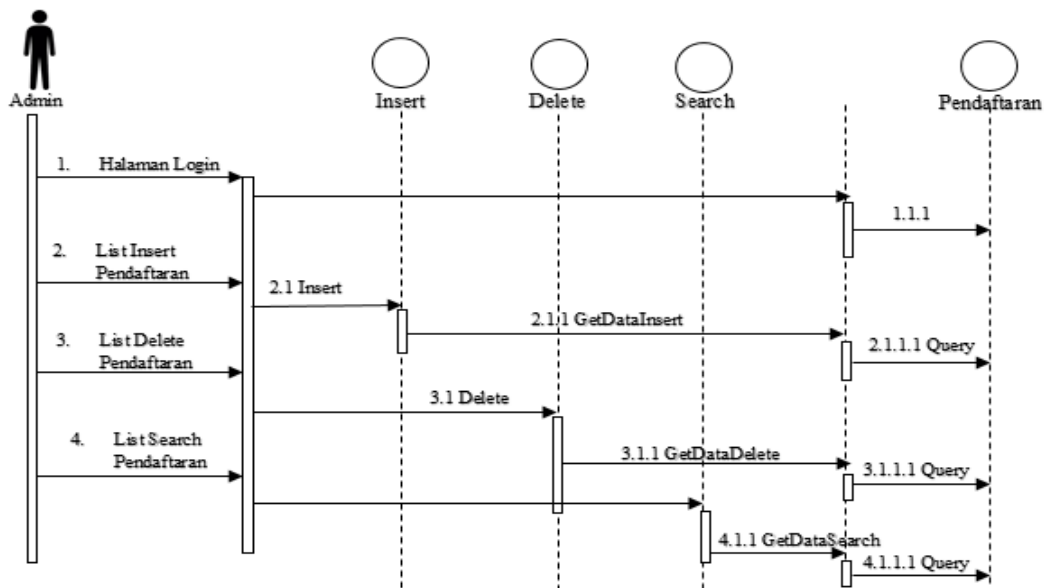 Admin
Insert
Delete
Search
Pendaftaran
1. Halaman Login
1.1.1
2. List Insert
Pendaftaran
2.1 Insert
2.1.1 GetDataInsert
3. List Delete
Pendaftaran
2.1.1.1 Query
3.1 Delete
4. List Search
Pendaftaran
3.1.1 GetDataDelete
3.1.1.1 Query
4.1.1 GetDataSearch
4.1.1.1 Query